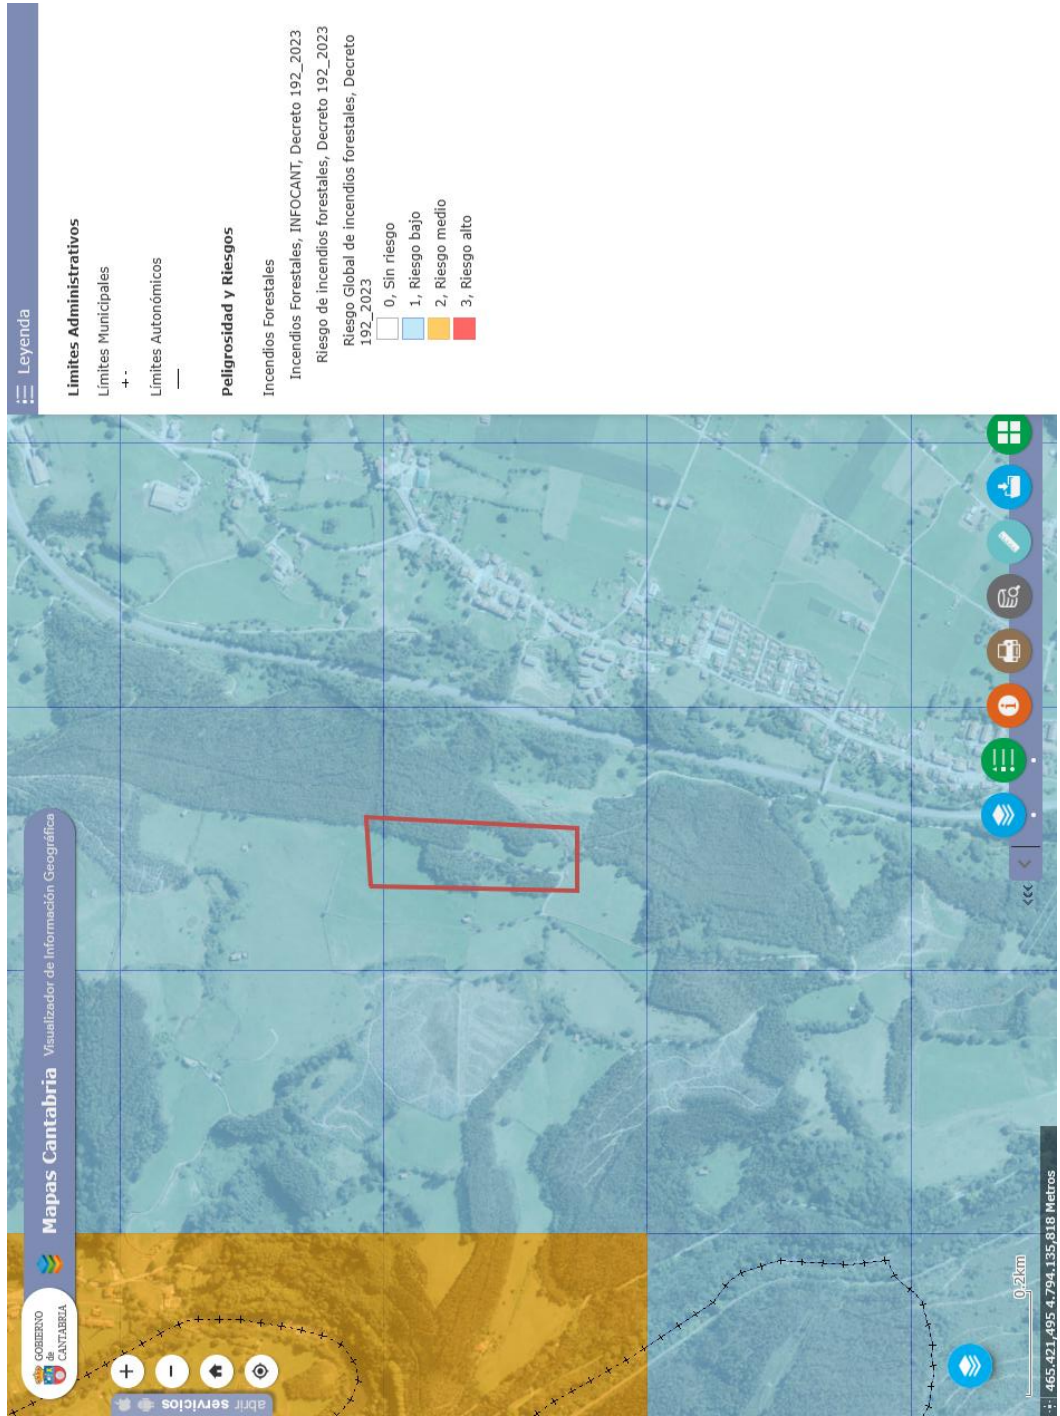 GOBIERNO
de
CANTABRIA
Mapas Cantabria Visualizador de Información Geográfica
abrir servicios
0.2km
465.421,495 4.794.135,818 Metros
Leyenda
Límites Administrativos
Límites Municipales
Límites Autonómicos
Peligrosidad y Riesgos
Incendios Forestales
Incendios Forestales, INFOCANT, Decreto 192_2023
Riesgo de incendios forestales, Decreto 192_2023
Riesgo Global de incendios forestales, Decreto
192_2023
0, Sin riesgo
1, Riesgo bajo
2, Riesgo medio
3, Riesgo alto